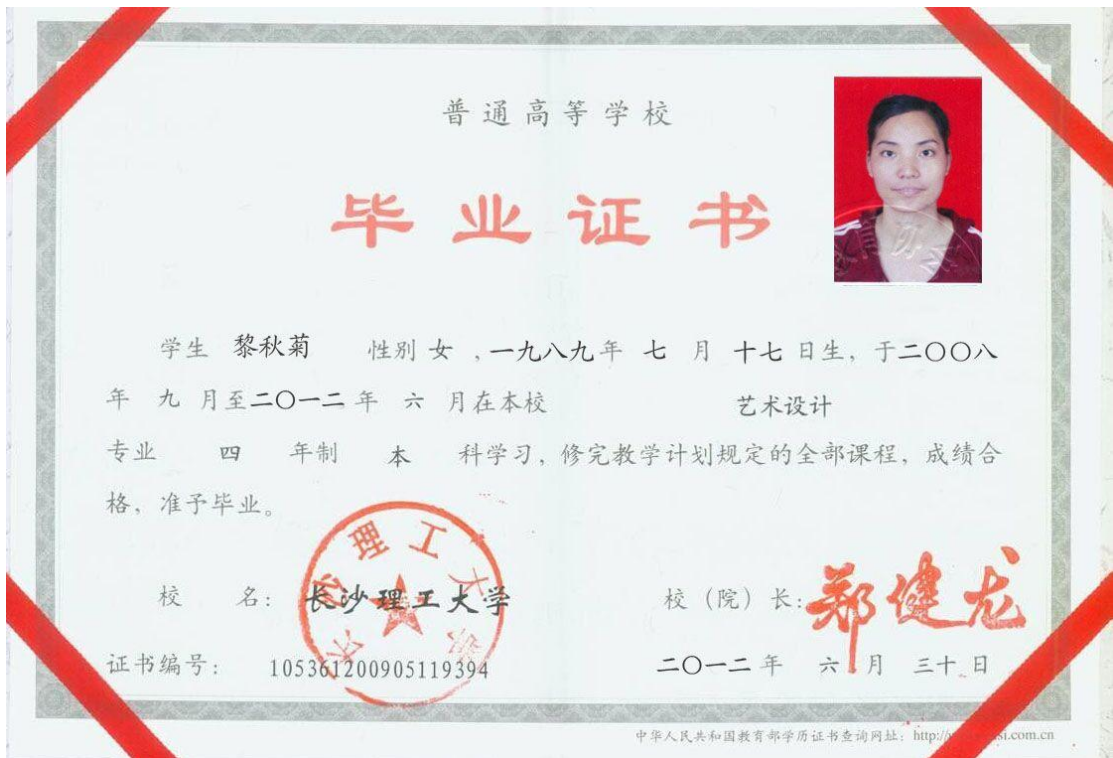 普通高等学校
毕业证书
学生 黎秋菊 性别 女 ,一九八九年 七 月 十七 日生，于二〇〇八
年 九 月至二〇一二年 六 月在本校 艺术设计
专业 四 年制 本 科学习，修完教学计划规定的全部课程，成绩合
格，准予毕业。
理工大
校 名： 长沙理工大学
校（院）长：郑健龙
证书编号： 105361200905119394
二〇一二年 六 月 三十 日
中华人民共和国教育部学历证书查询网址：http://
si.com.cn